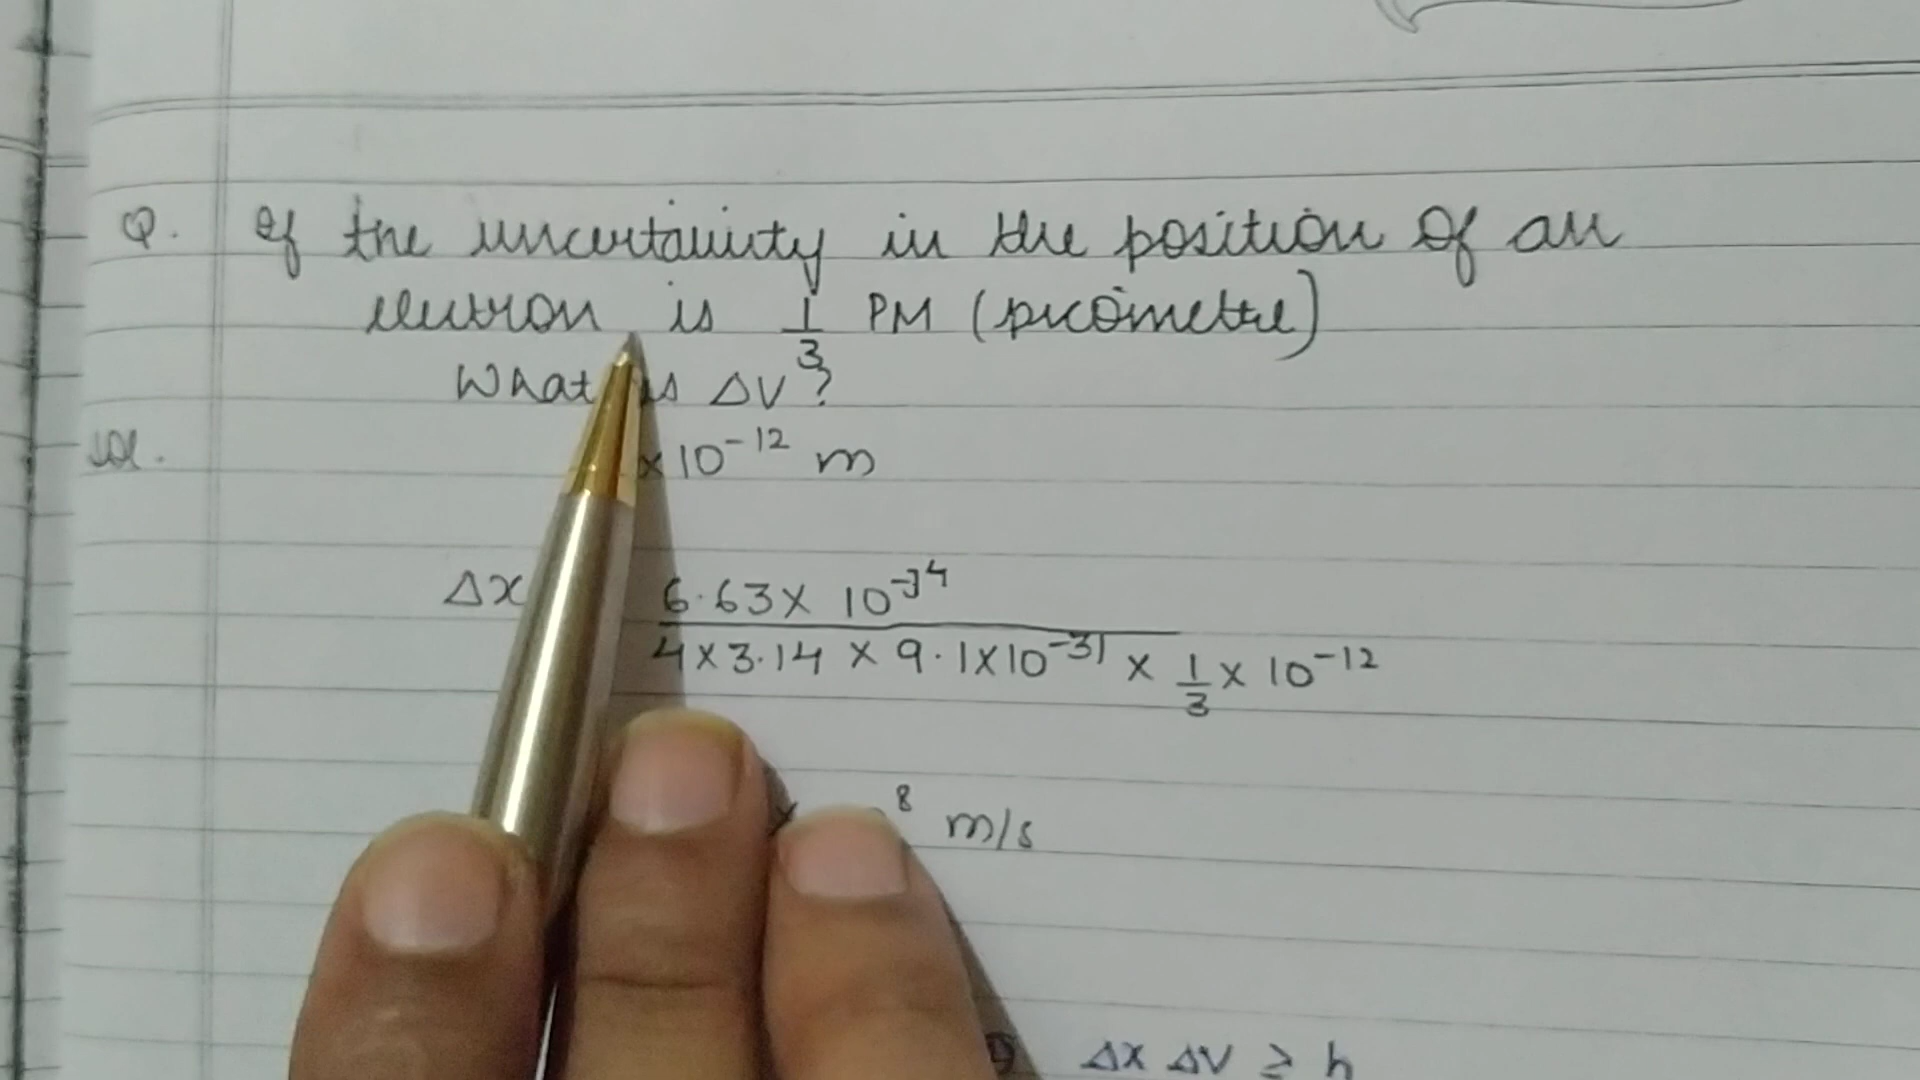 Q. If the uncertainity in the position of an
electron is 1/3 PM (picometre)
What is ΔV?
Sol.
×10⁻¹² m
Δx
6.63× 10⁻³⁴
4×3.14 × 9.1×10⁻³¹ × 1/3 × 10⁻¹²
× ⁸ m/s
Δx ΔV ≥ h